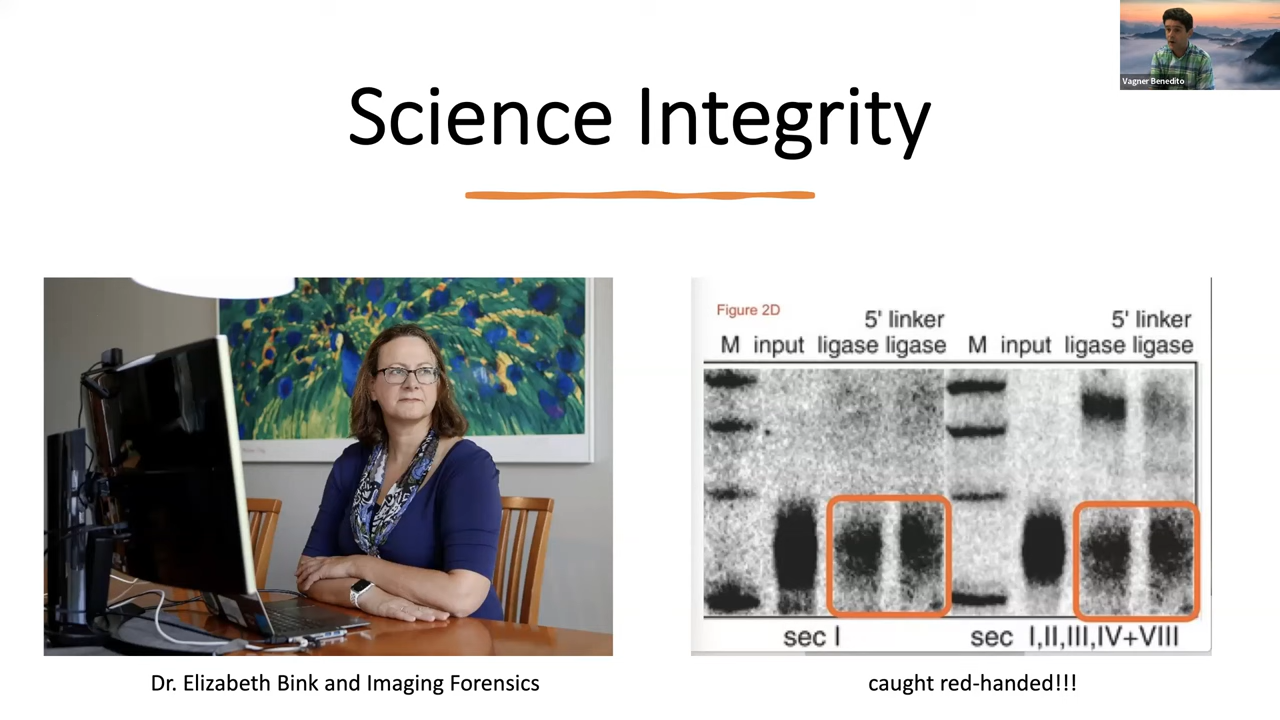 Vagner Benedito
Science Integrity
Figure 2D
5' linker
5' linker
M input ligase ligase M input ligase ligase
sec I
sec I,II,III,IV+VIII
Dr. Elizabeth Bink and Imaging Forensics
caught red-handed!!!